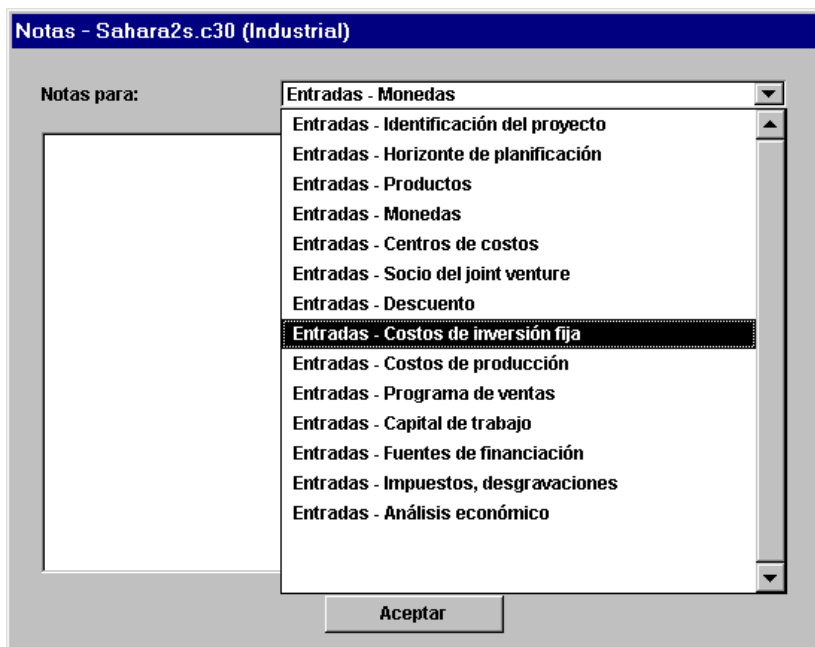 Notas - Sahara2s.c30 (Industrial)
Notas para:
Entradas - Monedas
Entradas - Identificación del proyecto
Entradas - Horizonte de planificación
Entradas - Productos
Entradas - Monedas
Entradas - Centros de costos
Entradas - Socio del joint venture
Entradas - Descuento
Entradas - Costos de inversión fija
Entradas - Costos de producción
Entradas - Programa de ventas
Entradas - Capital de trabajo
Entradas - Fuentes de financiación
Entradas - Impuestos, desgravaciones
Entradas - Análisis económico
Aceptar